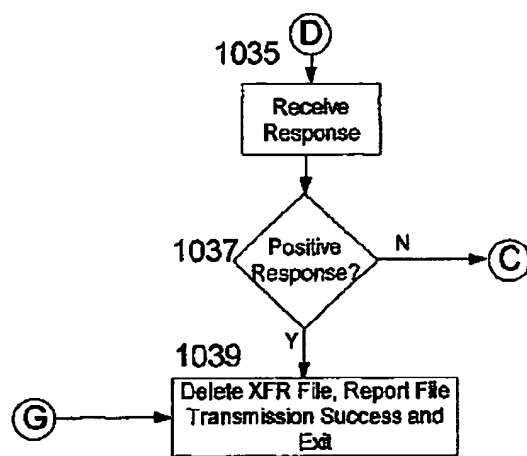 D
1035
Receive
Response
1037
Positive
Response?
N
C
Y
1039
Delete XFR File, Report File
Transmission Success and
Exit
G